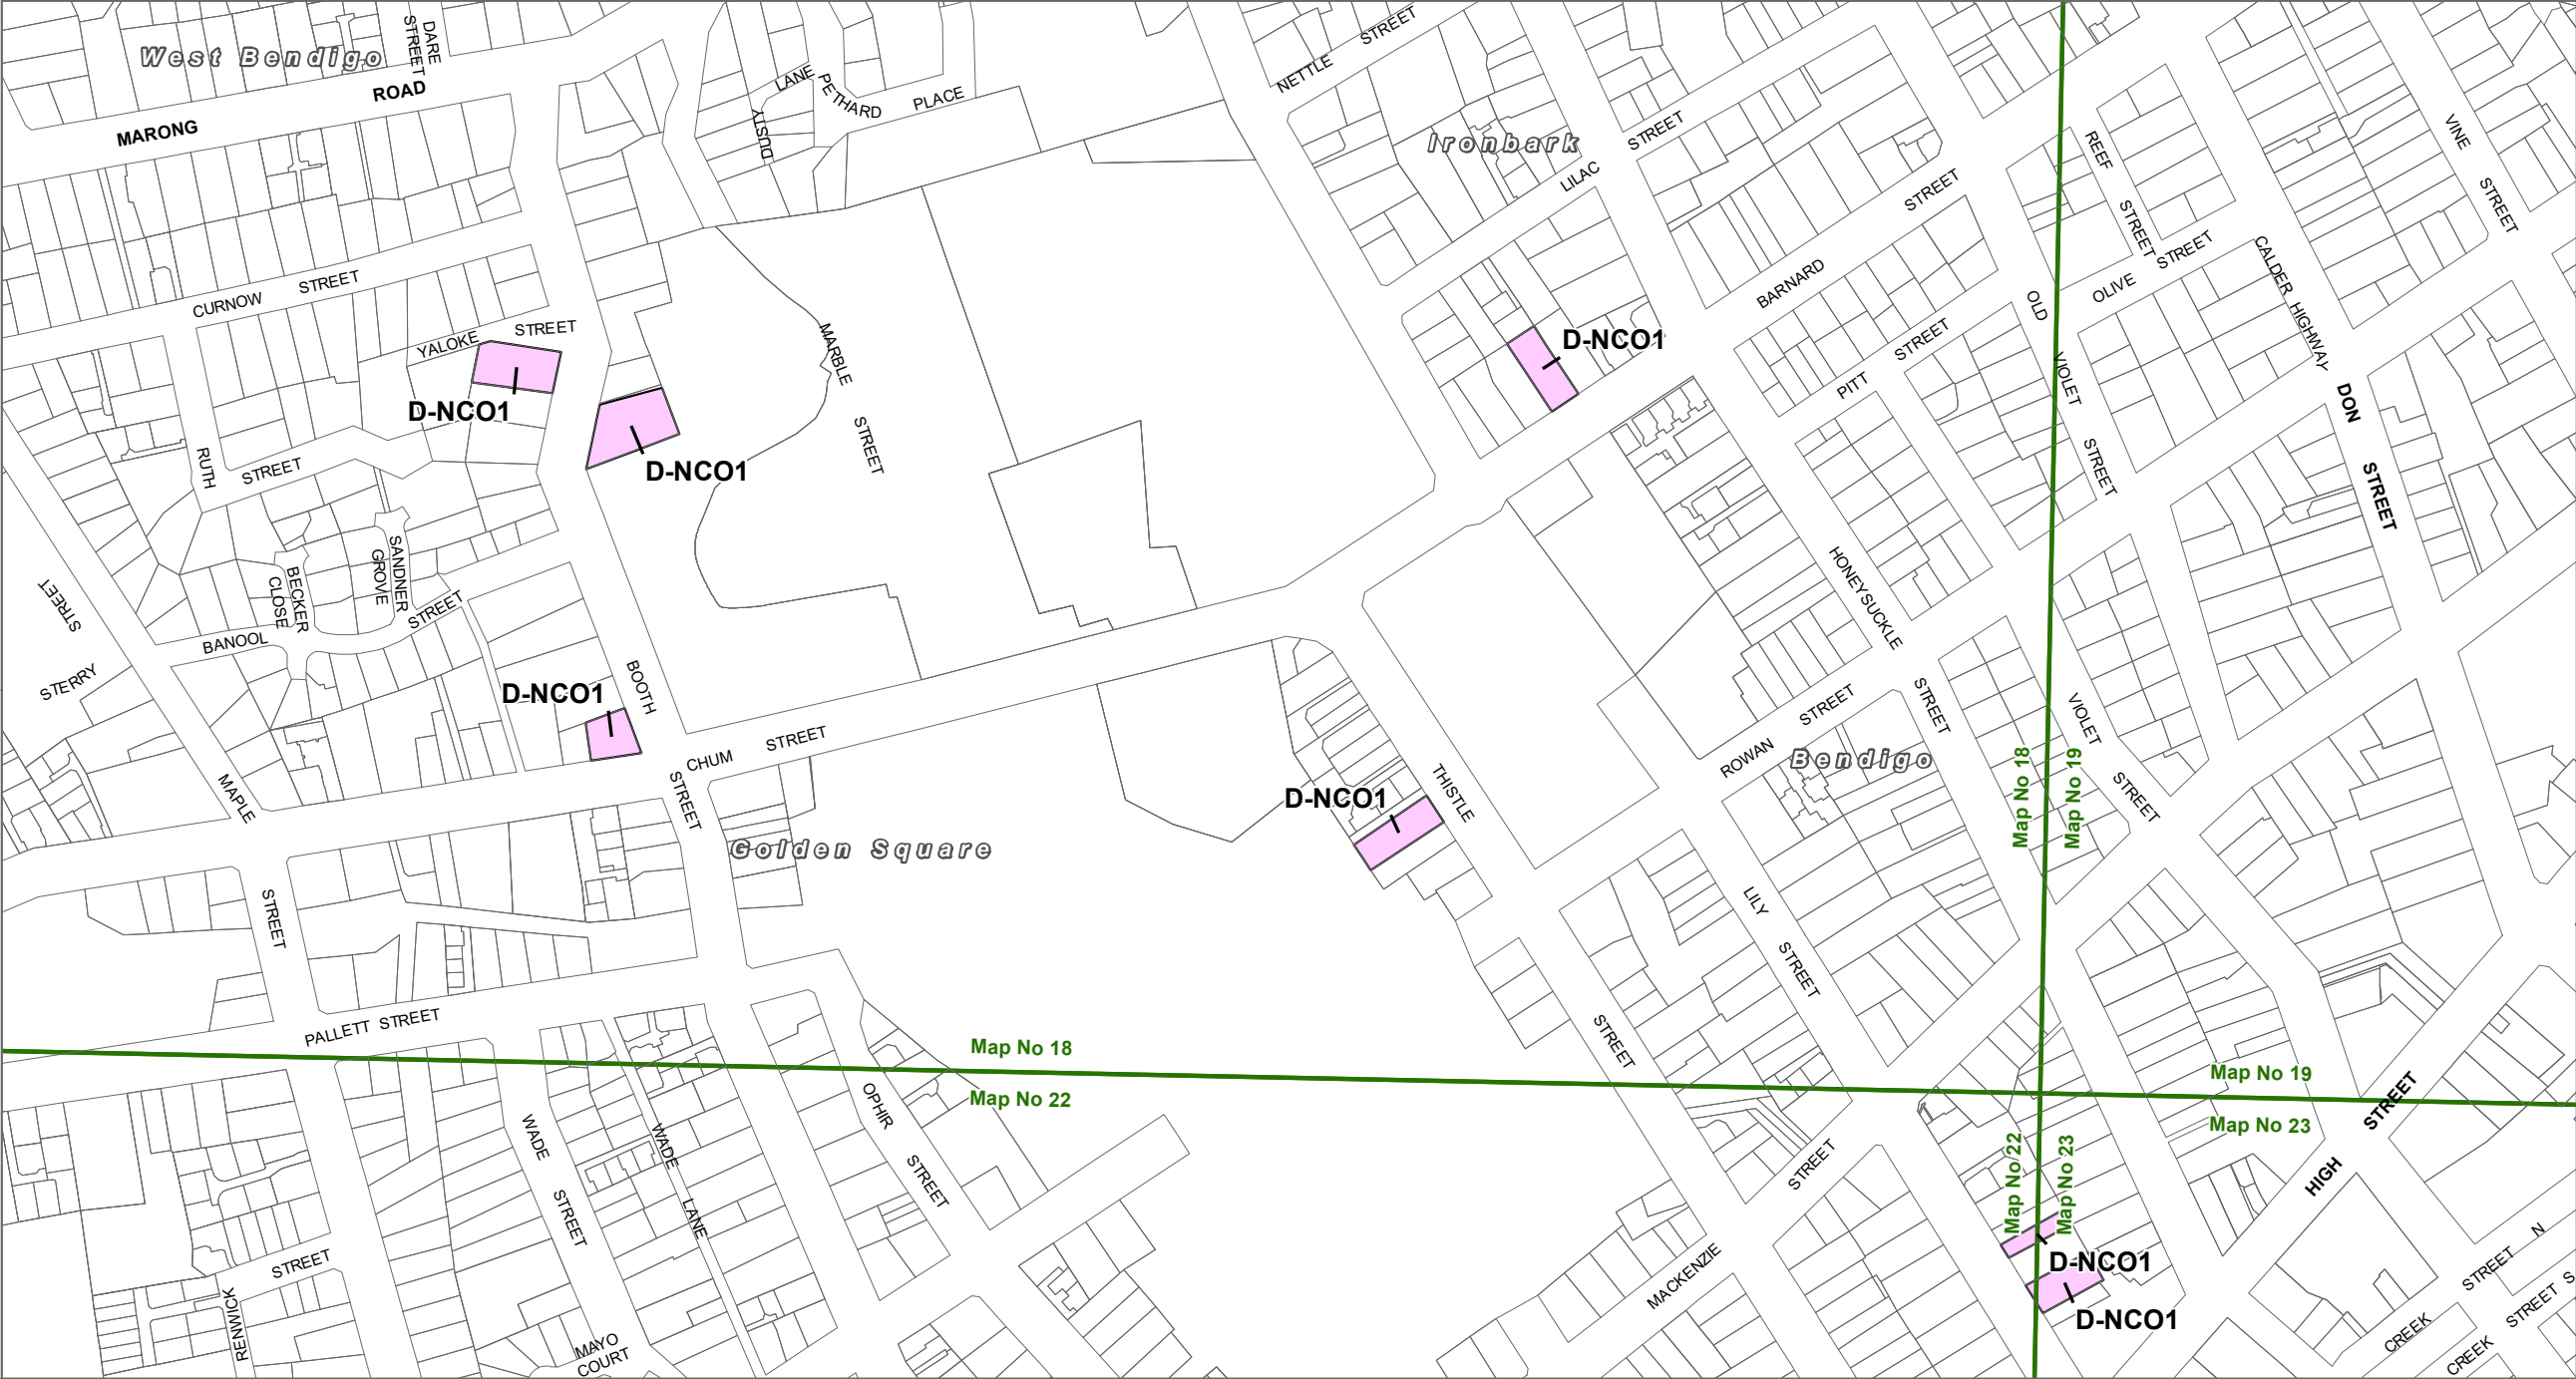 West Bendigo
DARE
STREET
MARONG
ROAD
LANE
PETHARD
PLACE
DUSTY
NETTLE
STREET
Ironbark
LILAC
STREET
BARNARD
STREET
REEF
STREET
VINE
STREET
CURNOW
STREET
YALOKE
STREET
D-NCO1
D-NCO1
MARBLE
STREET
D-NCO1
PITT
STREET
OLD
VIOLET
STREET
OLIVE
STREET
CALDER HIGHWAY
DON
STREET
RUTH
STREET
BECKER
CLOSE
SANDNER
GROVE
BANOOL
STREET
STREET
STERRY
MAPLE
STREET
D-NCO1
BOOTH
STREET
CHUM
STREET
Golden Square
D-NCO1
THISTLE
STREET
HONEYSUCKLE
STREET
ROWAN
STREET
Bendigo
VIOLET
STREET
Map No 18
Map No 19
LILY
STREET
PALLETT STREET
Map No 18
Map No 22
Map No 19
Map No 23
OPHIR
STREET
WADE
STREET
WADE
LANE
RENWICK
STREET
MAYO
COURT
MACKENZIE
STREET
Map No 22
Map No 23
D-NCO1
D-NCO1
HIGH
STREET
CREEK
STREET
N
CREEK
STREET
S